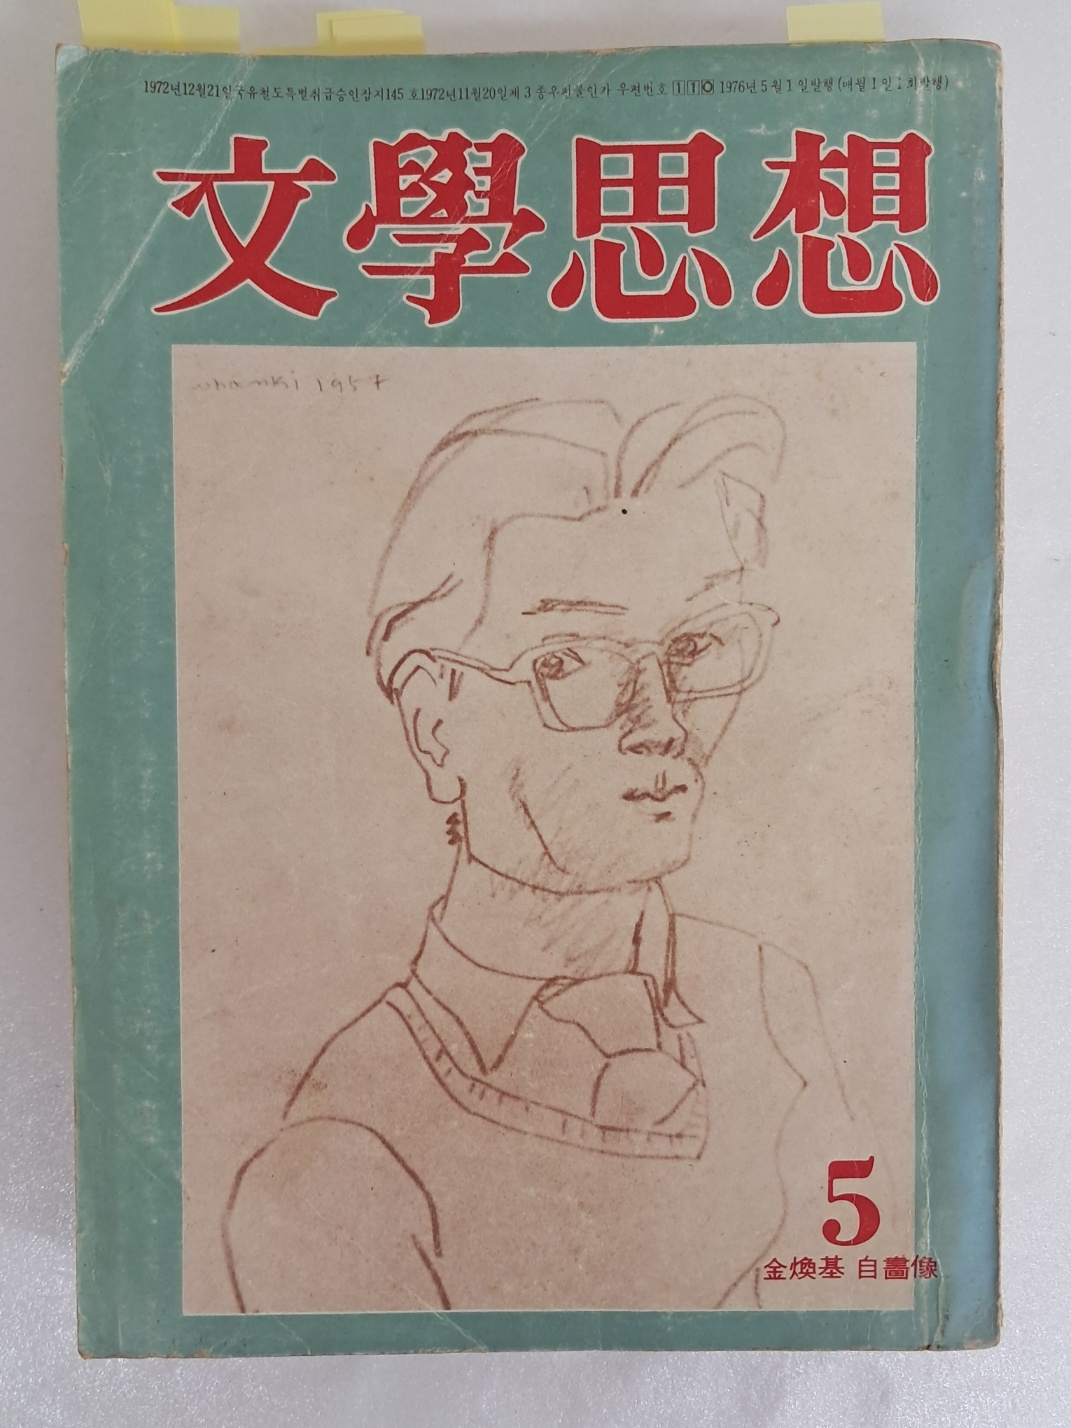 1972년12월21일국유철도특별취급승인잡지145 호1972년11월20일제 3 종우편물인가 우편번호 110 1976년 5 월 1 일발행 (매월 1 일 1 회발행)
文學思想
whanki 1957
5
金煥基 自畵像